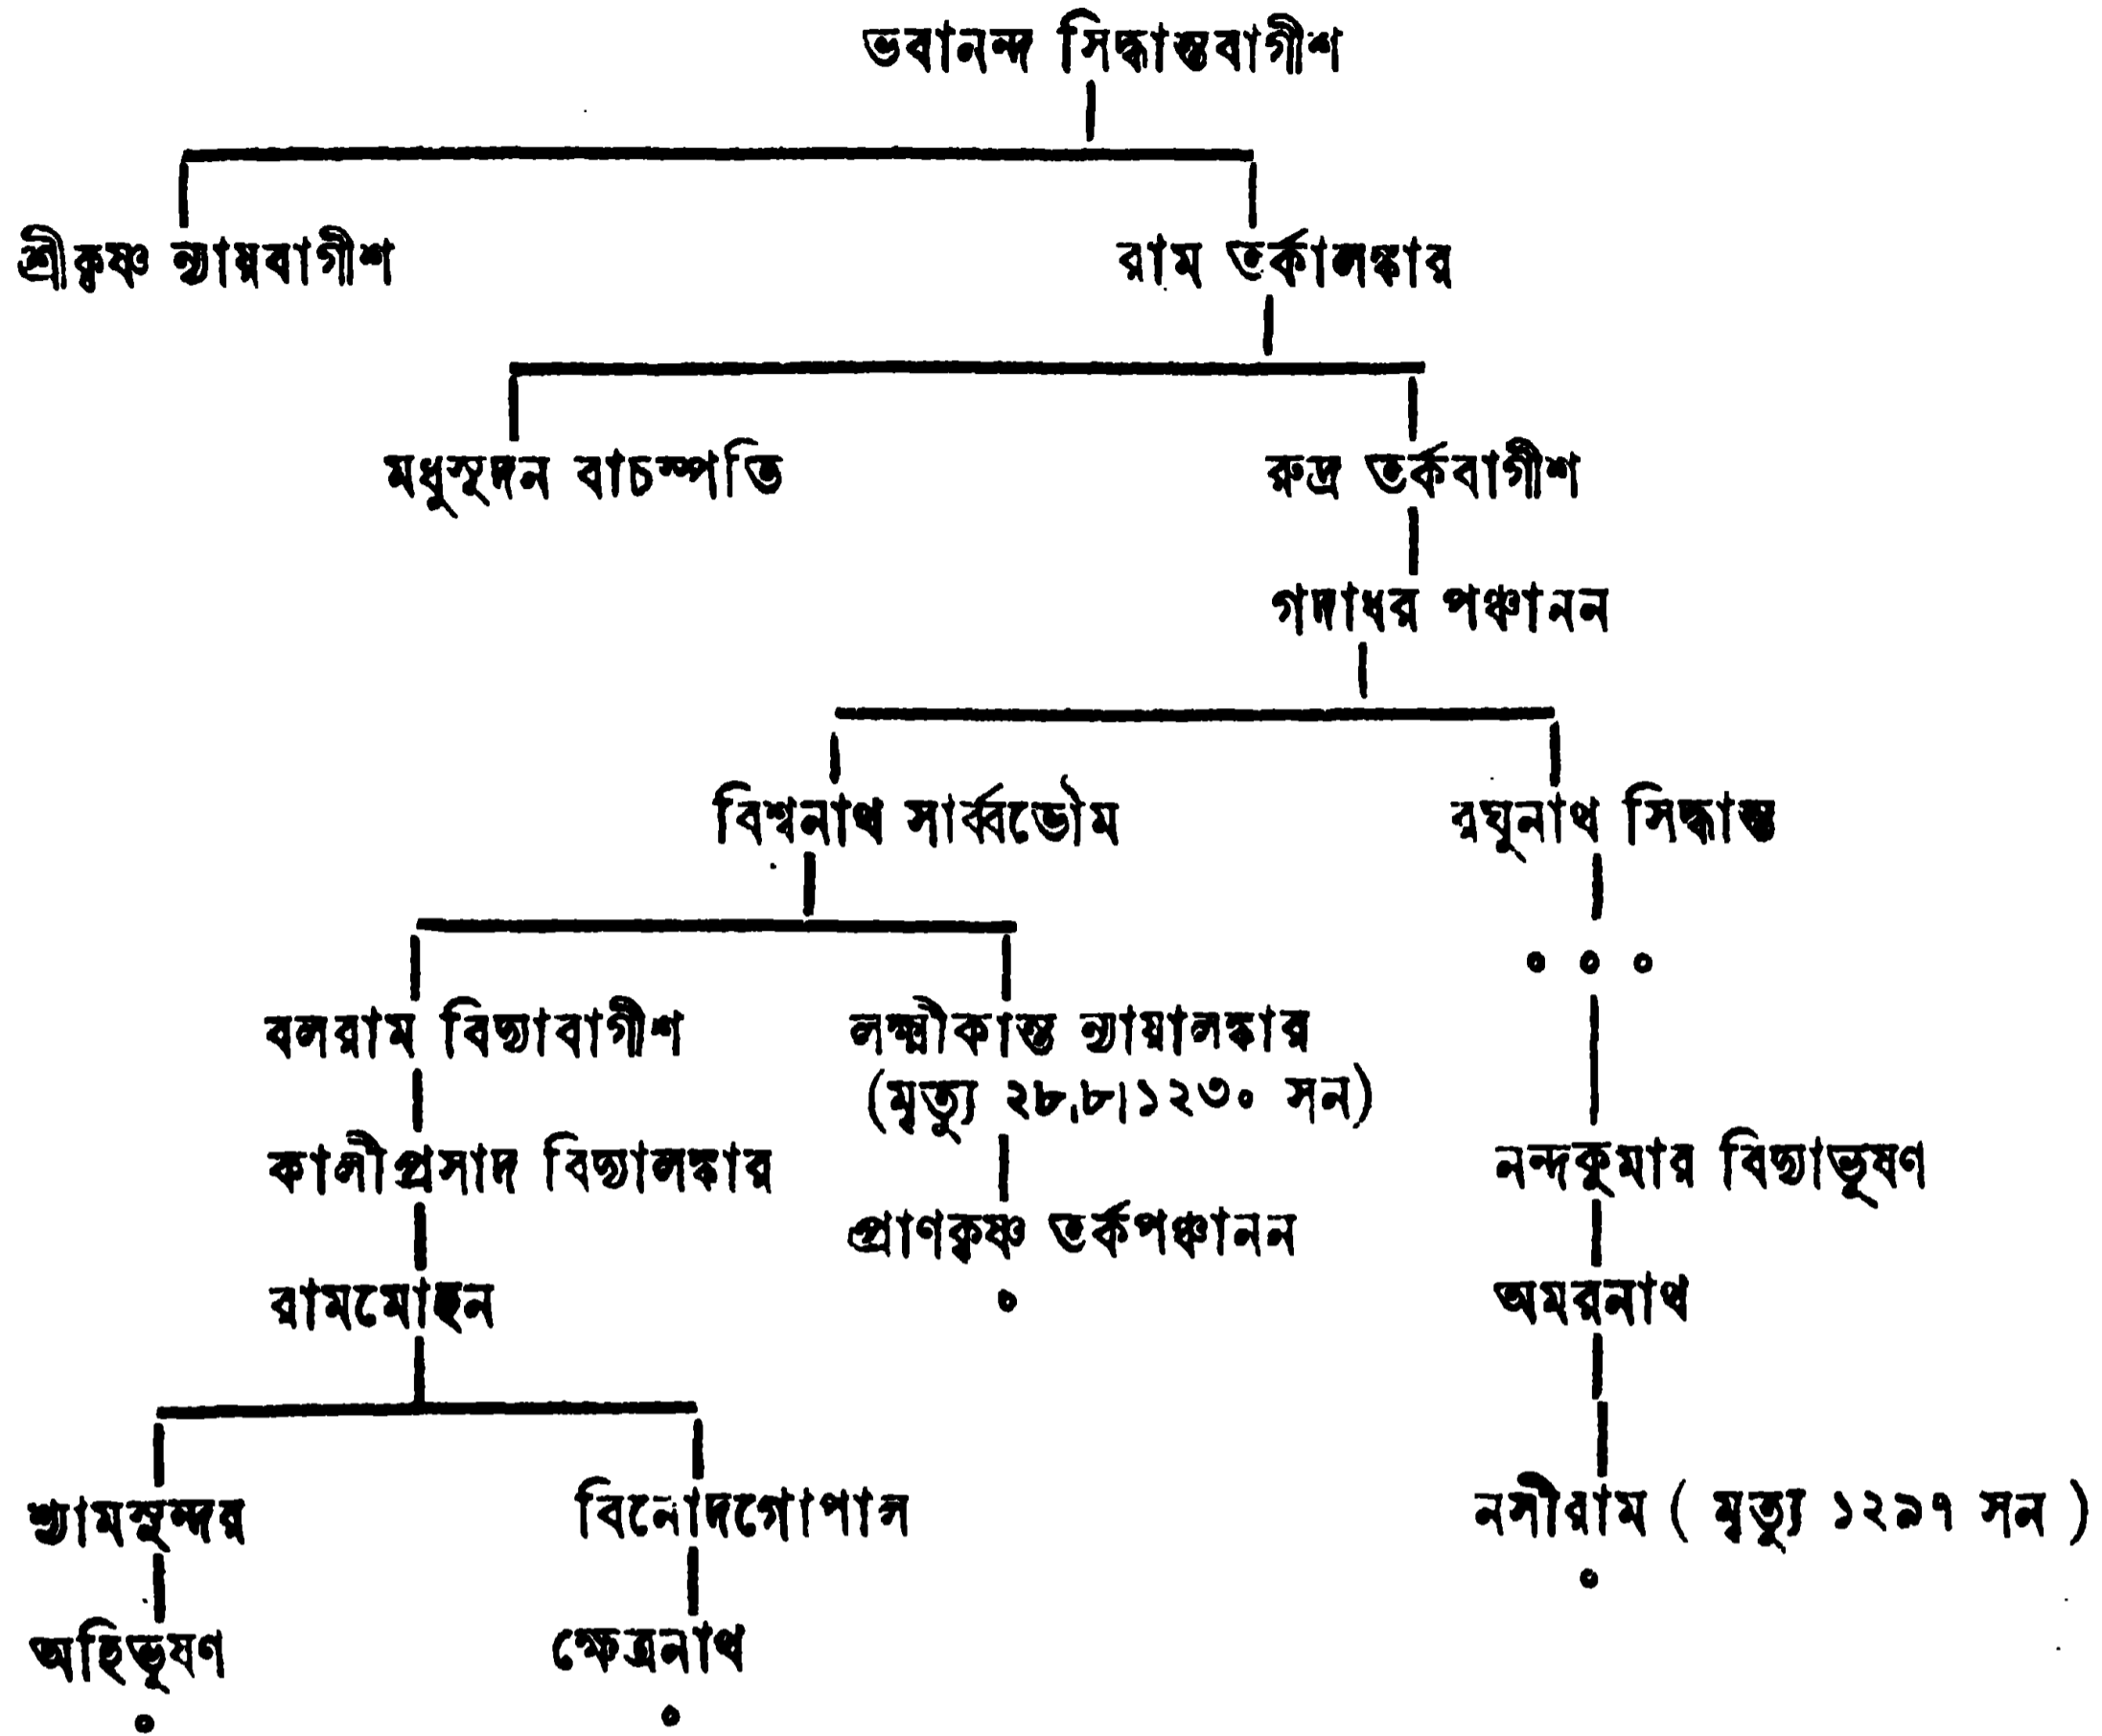 ভবানন্দ সিদ্ধান্তবাগীশ
শ্রীকৃষ্ণ ন্যায়বাগীশ
রাম তর্কালঙ্কার
মধুসূদন বাচস্পতি
রুদ্র তর্কবাগীশ
গদাধর পঞ্চানন
বিশ্বনাথ সার্ব্বভৌম
রঘুনাথ সিদ্ধান্ত
বলরাম বিদ্যাবাগীশ
লক্ষ্মীকান্ত ন্যায়ালঙ্কার
(মৃত্যু ২৮.৮।১২৩০ সন)
কালীপ্রসাদ বিদ্যালঙ্কার
নন্দকুমার বিদ্যাভূষণ
প্রাণকৃষ্ণ তর্কপঞ্চানন
রামমোহন
অমরনাথ
শ্যামসুন্দর
বিনোদগোপাল
নসীরাম ( মৃত্যু ১২৯৭ সন )
অহিভূষণ
ক্ষেত্রনাথ